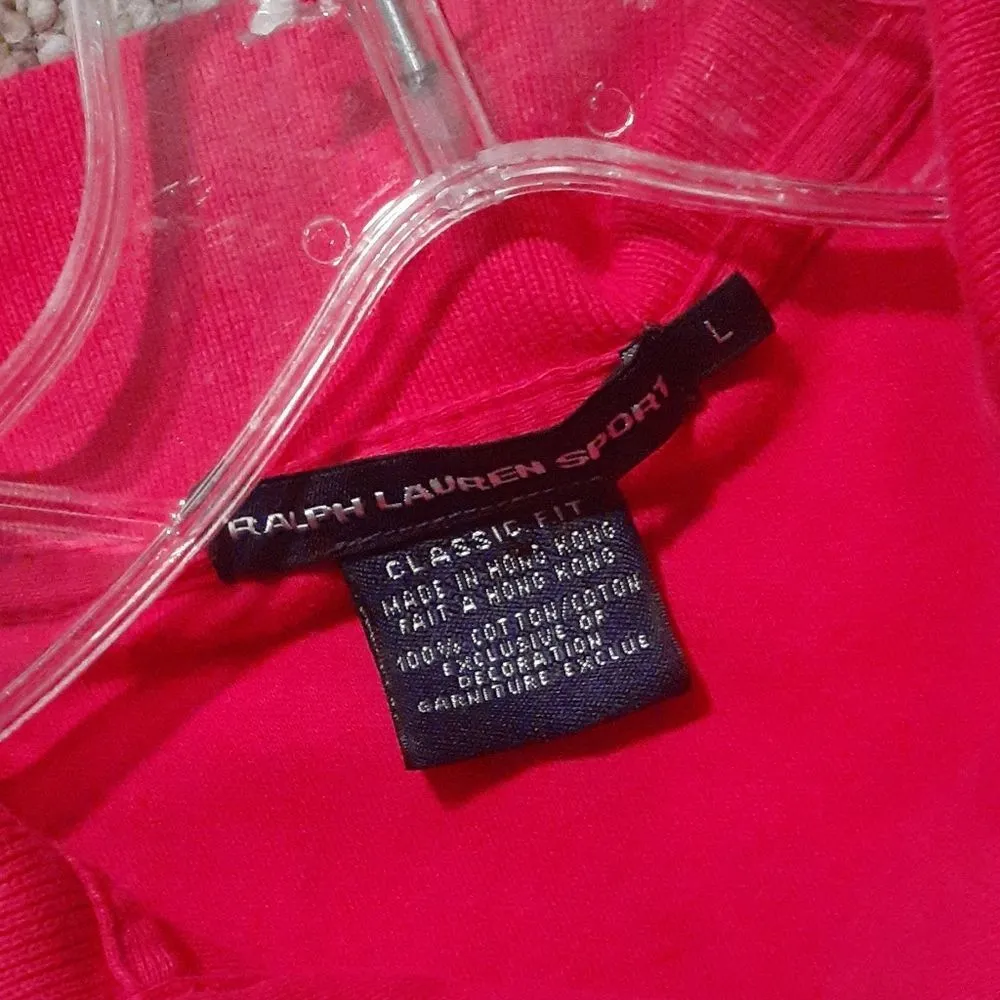 L
RALPH LAUREN SPORT
CLASSIC FIT
MADE IN HONG KONG
FAIT A HONG KONG
100% COTTON/COTON
EXCLUSIVE OF
DECORATION
GARNITURE EXCLUE